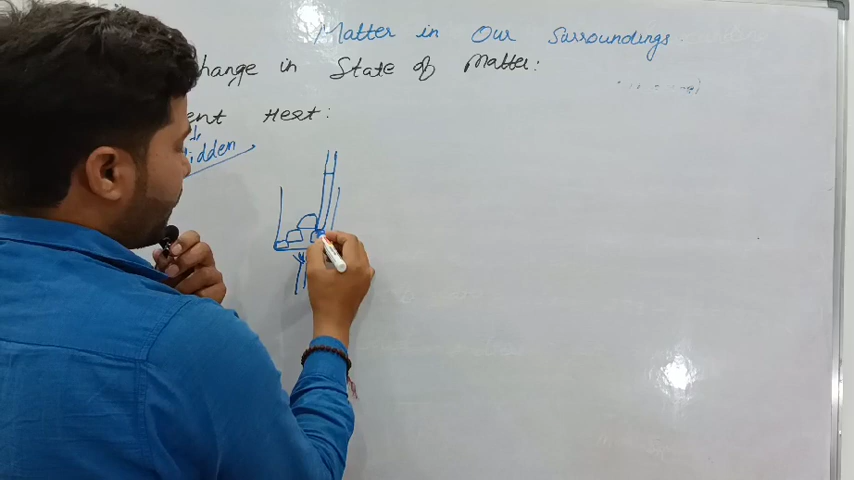 Matter in Our Surroundings
hange in State of Matter:
ent Heat:
idden